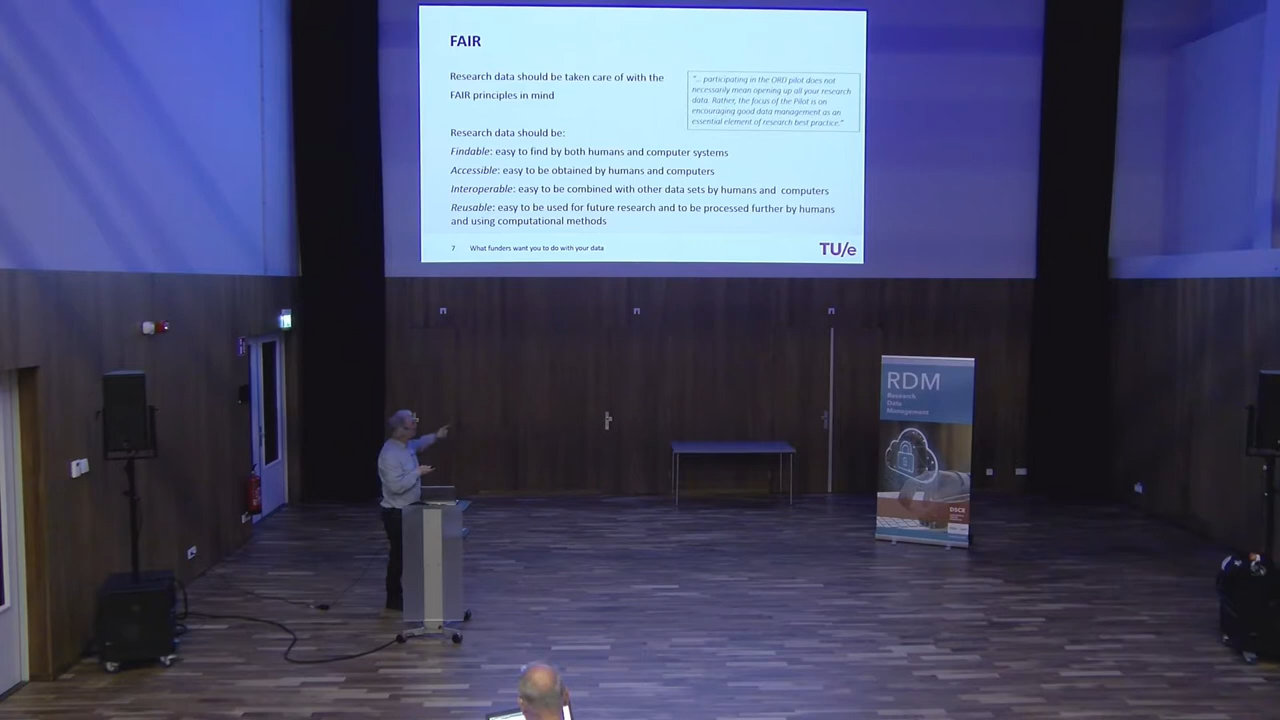 FAIR
Research data should be taken care of with the
FAIR principles in mind
"... participating in the ORD pilot does not
necessarily mean opening up all your research
data. Rather, the focus of the Pilot is on
encouraging good data management as an
essential element of research best practice."
Research data should be:
Findable: easy to find by both humans and computer systems
Accessible: easy to be obtained by humans and computers
Interoperable: easy to be combined with other data sets by humans and computers
Reusable: easy to be used for future research and to be processed further by humans
and using computational methods
7 What funders want you to do with your data
TU/e
RDM
Research
Data
Management
DSCE